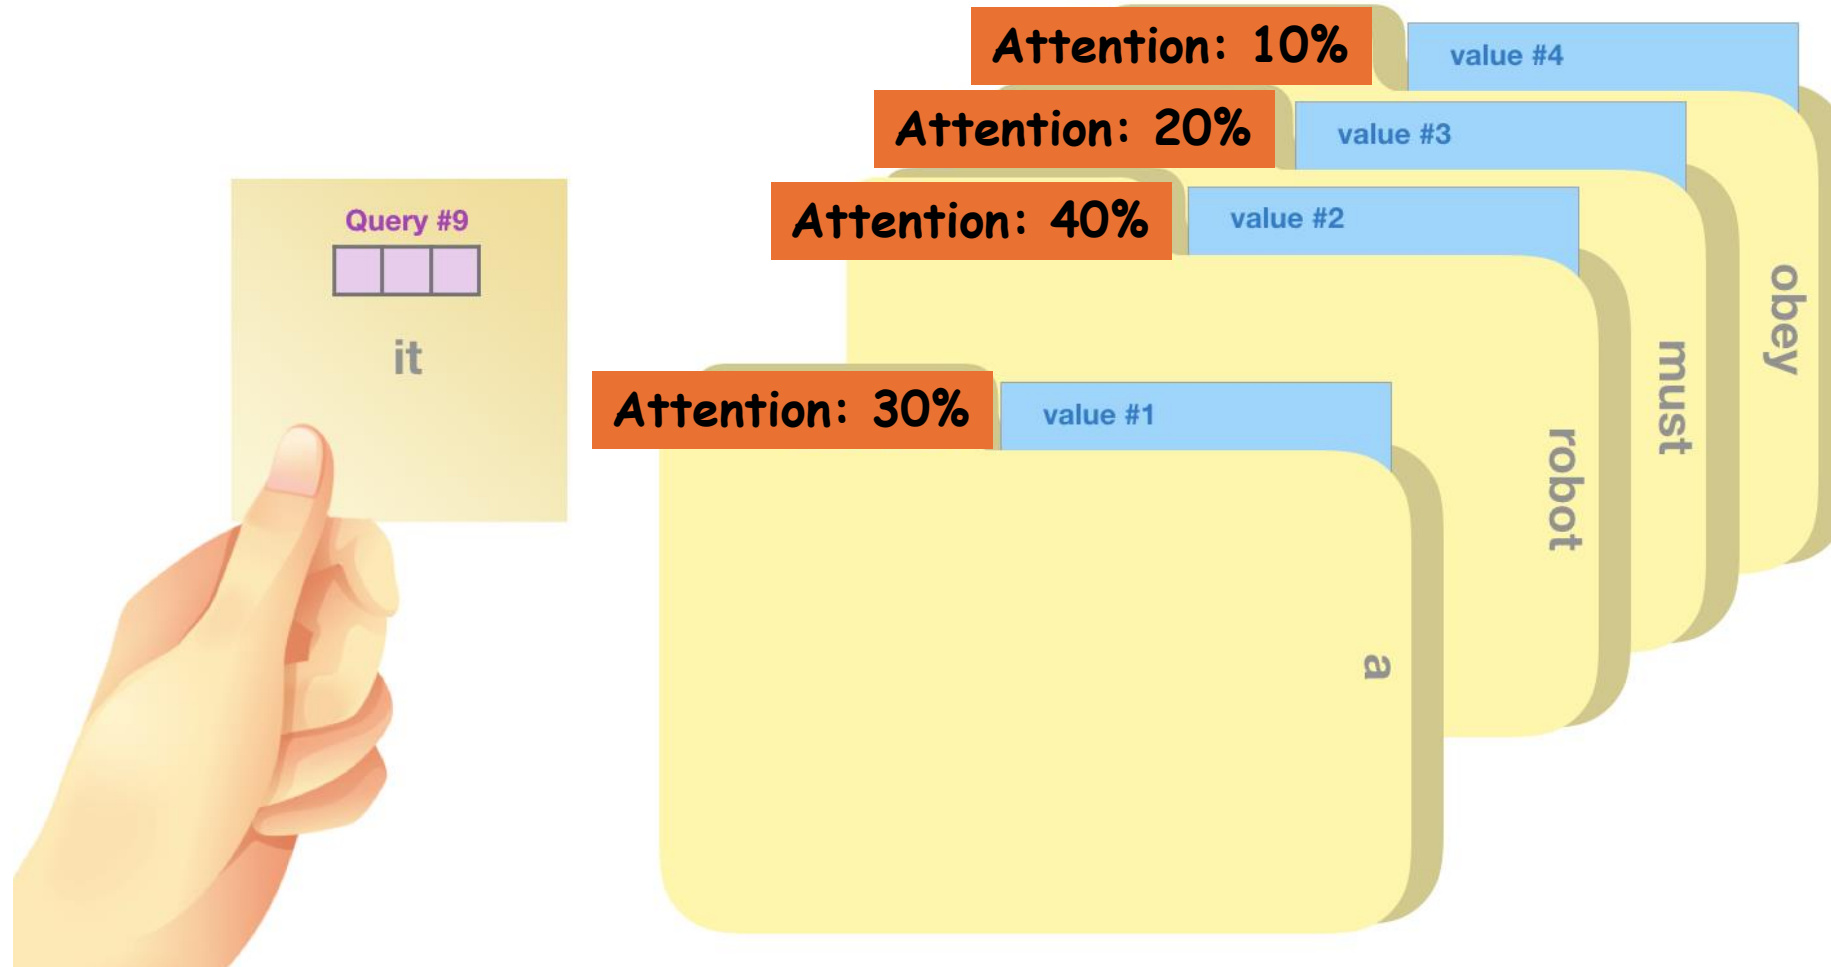 Attention: 10%
value #4
Attention: 20%
value #3
Attention: 40%
value #2
Query #9
it
Attention: 30%
value #1
obey
must
robot
a